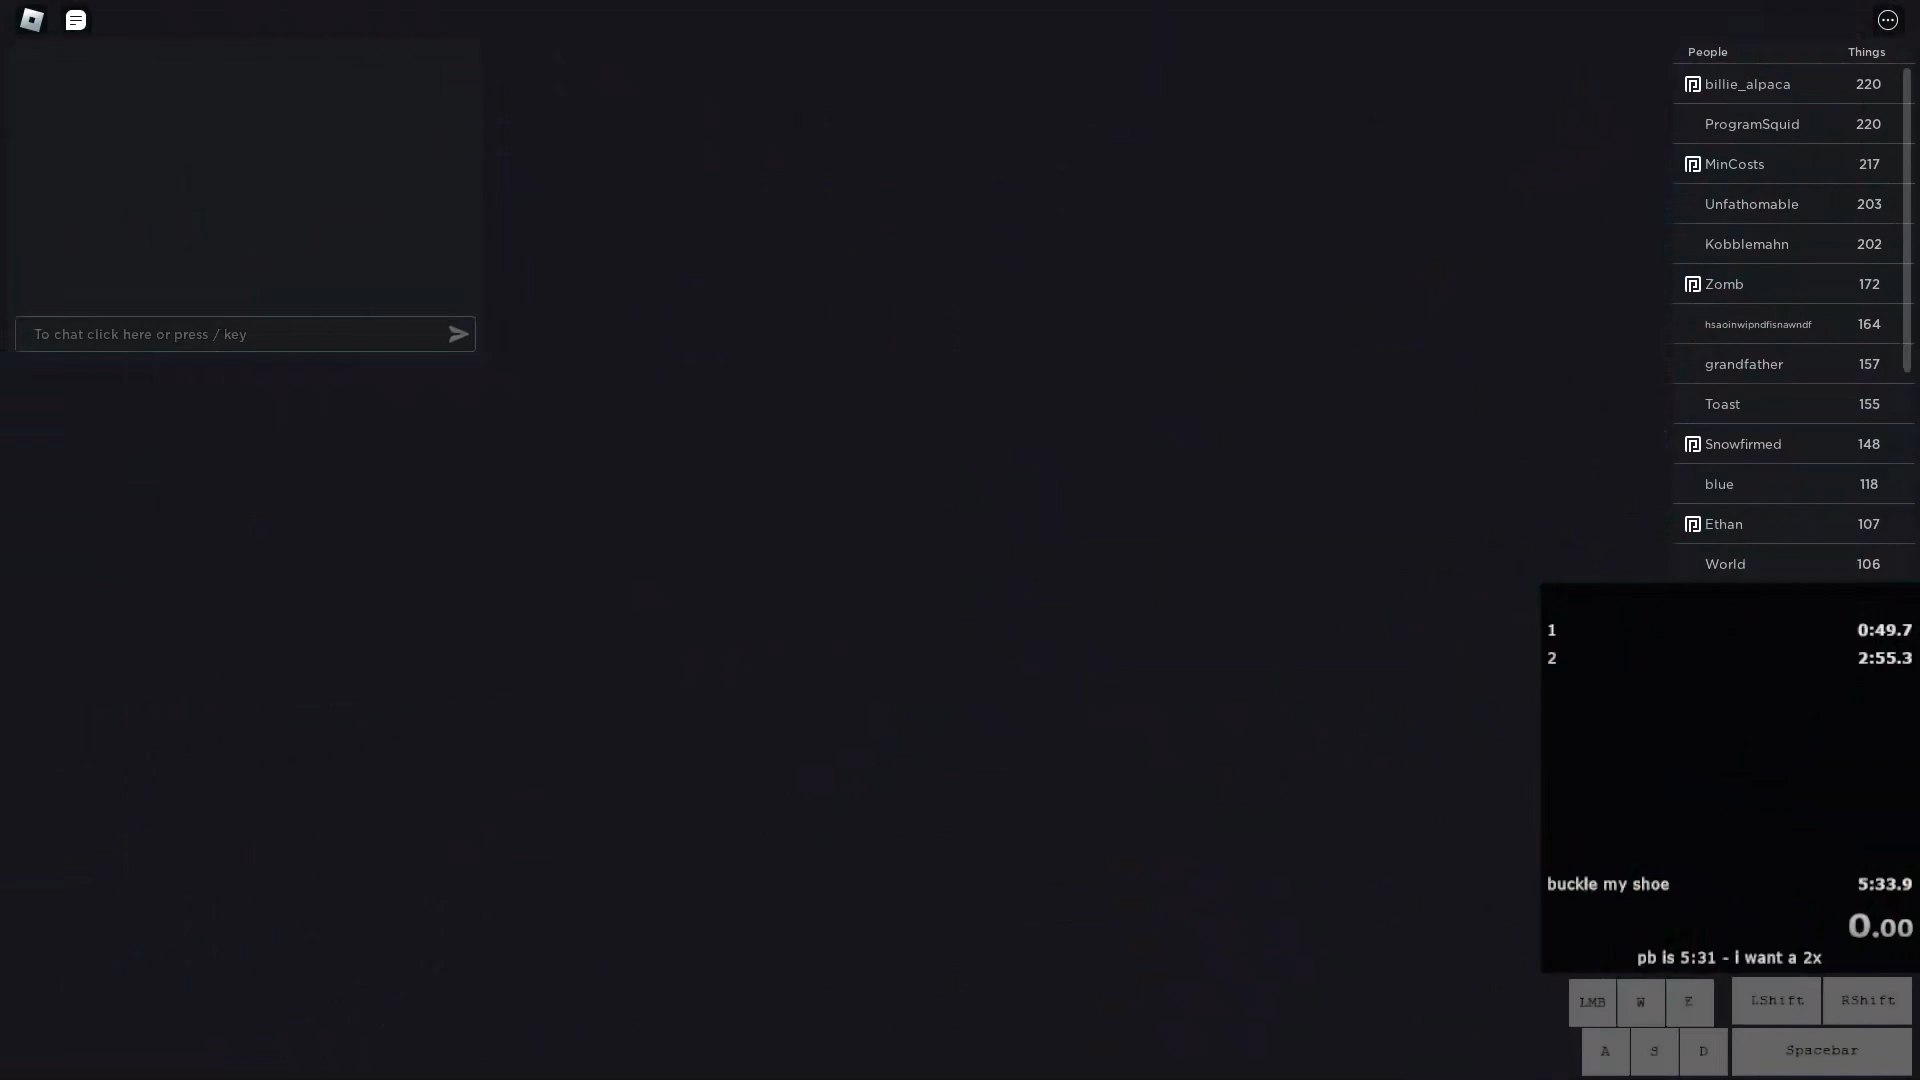 To chat click here or press / key
People Things
billie_alpaca 220
ProgramSquid 220
MinCosts 217
Unfathomable 203
Kobblemahn 202
Zomb 172
hsaoinwipndfisnawndf 164
grandfather 157
Toast 155
Snowfirmed 148
blue 118
Ethan 107
World 106
1 0:49.7
2 2:55.3
buckle my shoe 5:33.9
0.00
pb is 5:31 - i want a 2x
LMB W E LShift RShift
A S D Spacebar